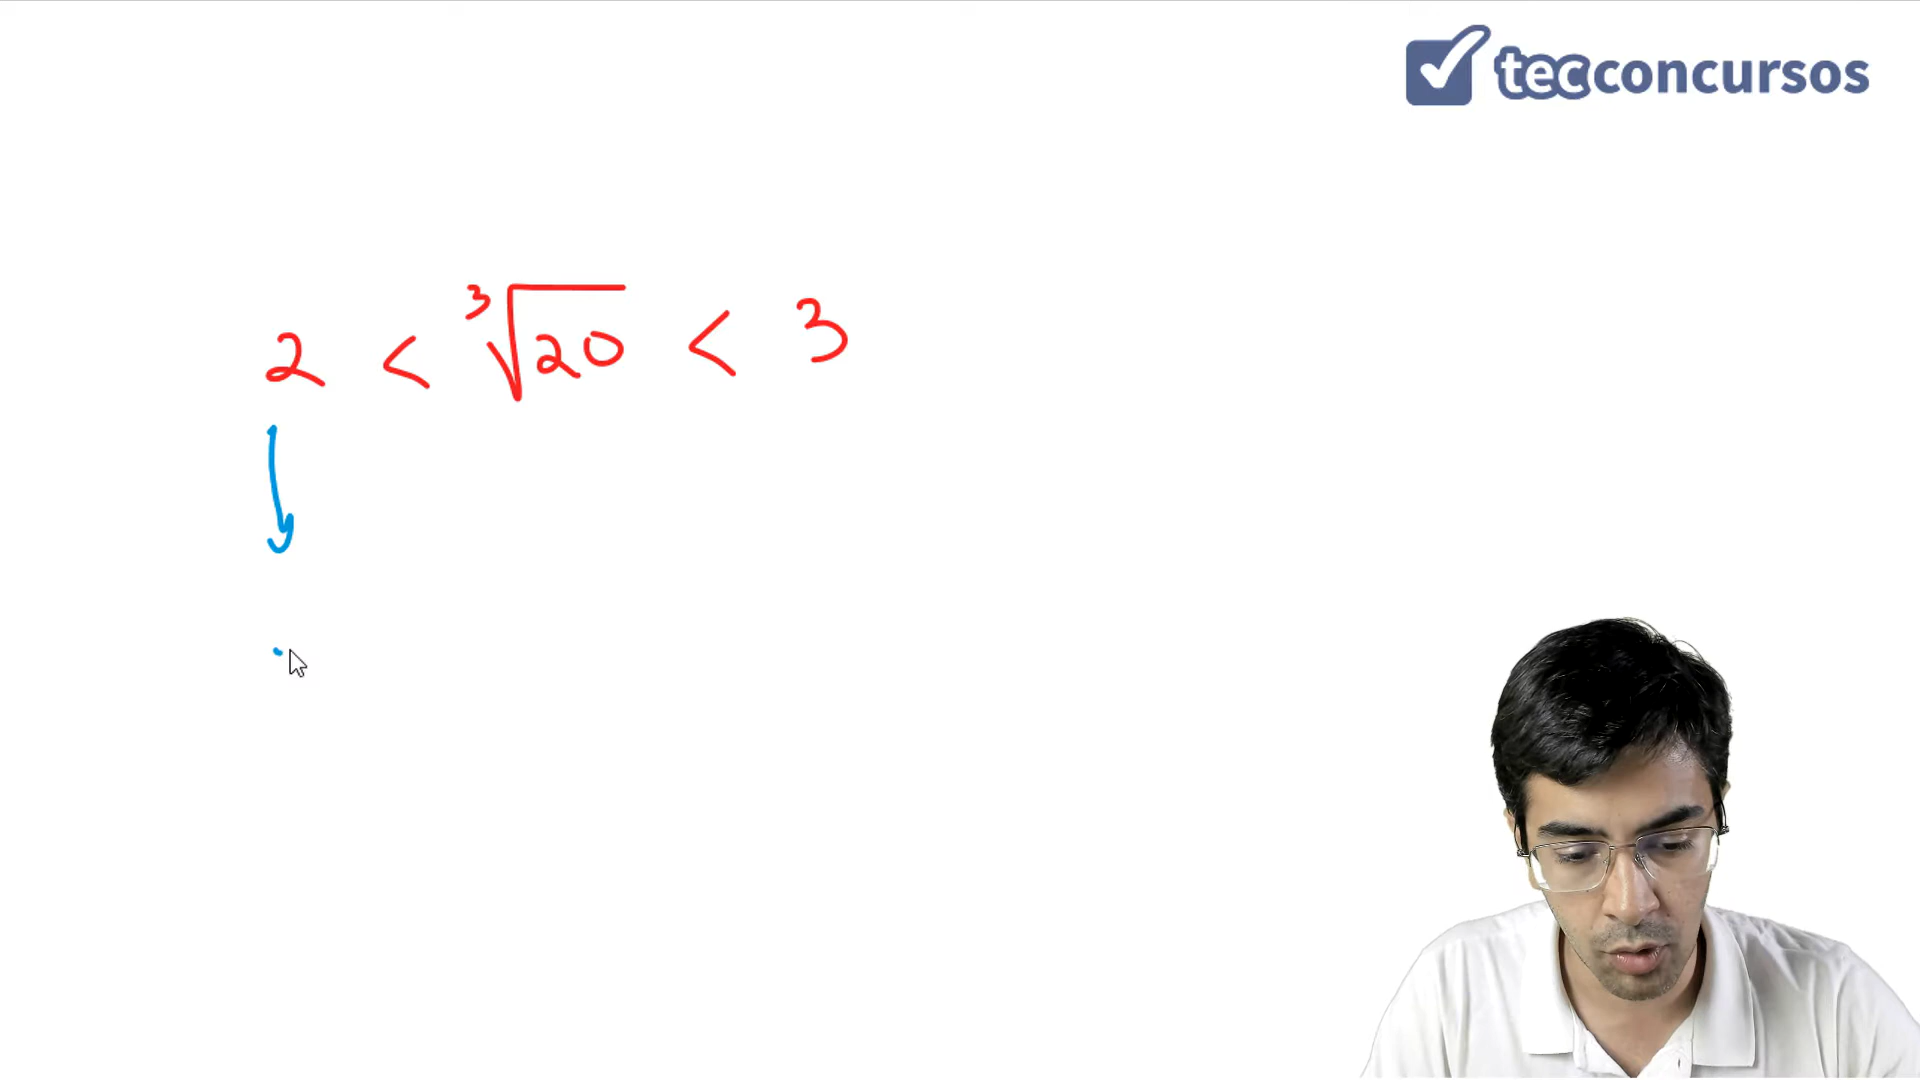 tecconcursos
2 < ∛20 < 3